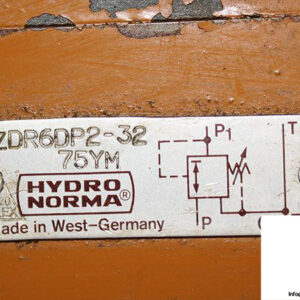 ZDR6DP2-32
75YM
HYDRO
NORMA
Made in West-Germany
P1
T
P